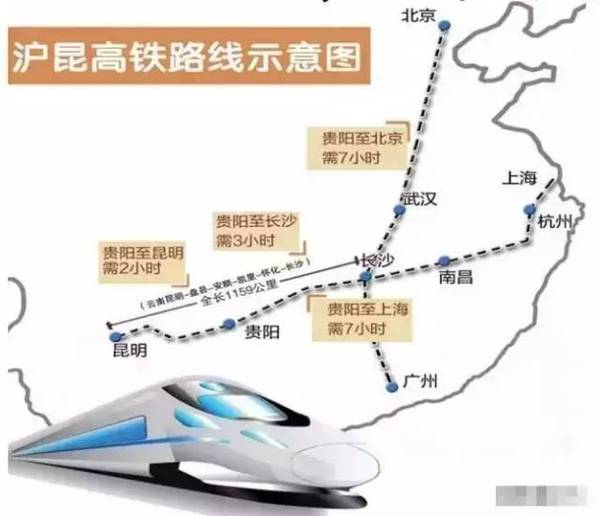 北京
沪昆高铁路线示意图
贵阳至北京
需7小时
上海
武汉
杭州
贵阳至长沙
需3小时
贵阳至昆明
需2小时
长沙
南昌
(云南昆明-盘县-安顺-凯里-怀化-长沙)
全长1159公里
贵阳至上海
需7小时
贵阳
昆明
广州